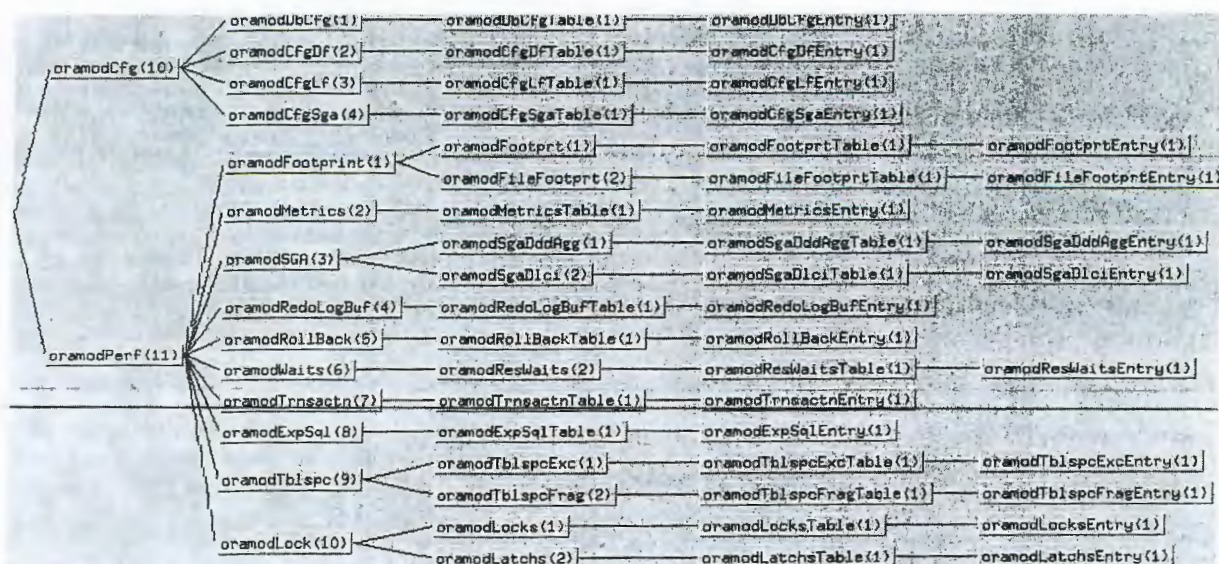 oramodDbCfg(1) oramodDbCfgTable(1) oramodDbCfgEntry(1)
oramodCfgDf(2) oramodCfgDfTable(1) oramodCfgDfEntry(1)
oramodCfg(10)
oramodCfgLf(3) oramodCfgLfTable(1) oramodCfgLfEntry(1)
oramodCfgSga(4) oramodCfgSgaTable(1) oramodCfgSgaEntry(1)
oramodFootprt(1) oramodFootprtTable(1) oramodFootprtEntry(1)
oramodFootprint(1)
oramodFileFootprt(2) oramodFileFootprtTable(1) oramodFileFootprtEntry(1)
oramodMetrics(2) oramodMetricsTable(1) oramodMetricsEntry(1)
oramodSgaDddAgg(1) oramodSgaDddAggTable(1) oramodSgaDddAggEntry(1)
oramodSGA(3)
oramodSgaDlci(2) oramodSgaDlciTable(1) oramodSgaDlciEntry(1)
oramodRedoLogBuf(4) oramodRedoLogBufTable(1) oramodRedoLogBufEntry(1)
oramodRollBack(5) oramodRollBackTable(1) oramodRollBackEntry(1)
oramodPerf(11)
oramodWaits(6) oramodResWaits(2) oramodResWaitsTable(1) oramodResWaitsEntry(1)
oramodTrnsactn(7) oramodTrnsactnTable(1) oramodTrnsactnEntry(1)
oramodExpSql(8) oramodExpSqlTable(1) oramodExpSqlEntry(1)
oramodTblspcExc(1) oramodTblspcExcTable(1) oramodTblspcExcEntry(1)
oramodTblspc(9)
oramodTblspcFrag(2) oramodTblspcFragTable(1) oramodTblspcFragEntry(1)
oramodLocks(1) oramodLocksTable(1) oramodLocksEntry(1)
oramodLock(10)
oramodLatchs(2) oramodLatchsTable(1) oramodLatchsEntry(1)